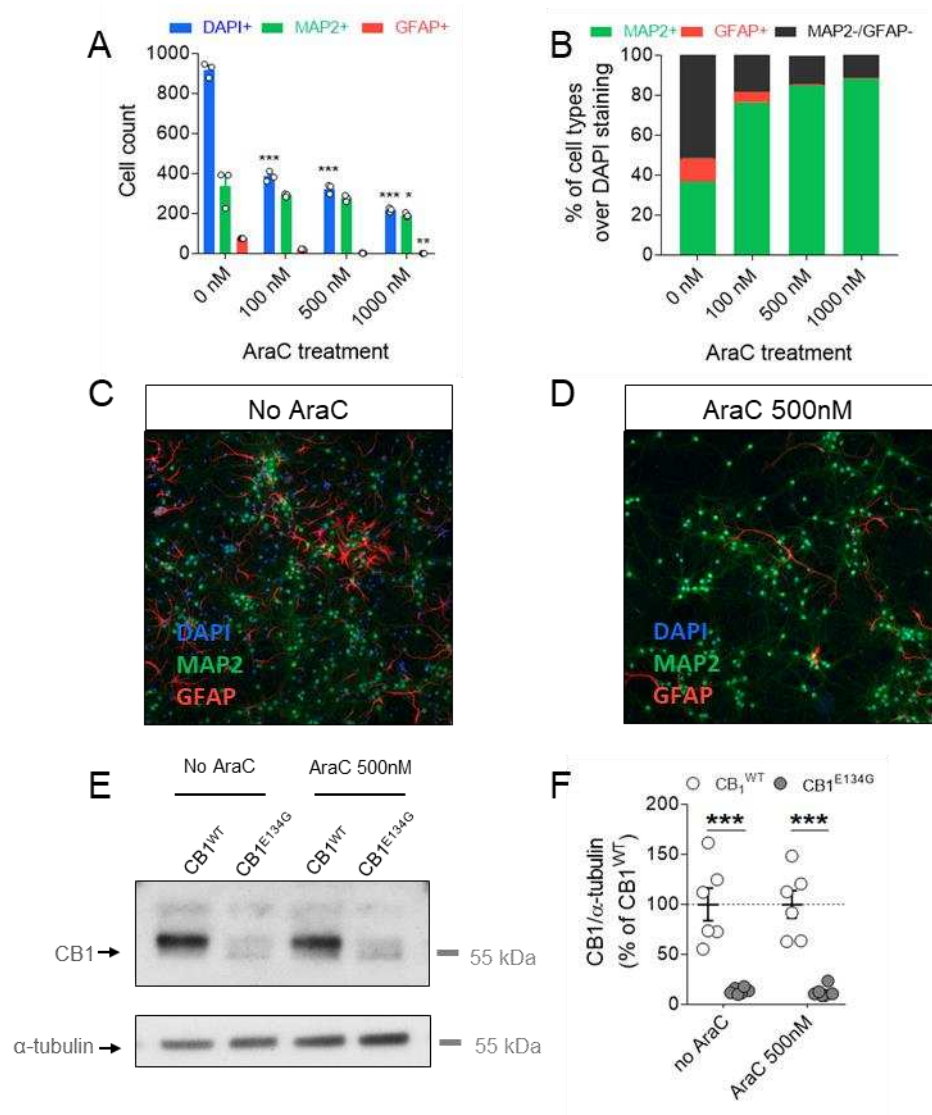 A
DAPI+ MAP2+ GFAP+
Cell count
1000
800
600
400
200
0
***
***
*** *
**
0 nM
100 nM
500 nM
1000 nM
AraC treatment
B
MAP2+ GFAP+ MAP2-/GFAP-
% of cell types
over DAPI staining
100
80
60
40
20
0
0 nM
100 nM
500 nM
1000 nM
AraC treatment
C
No AraC
DAPI
MAP2
GFAP
D
AraC 500nM
DAPI
MAP2
GFAP
E
No AraC AraC 500nM
CB1WT CB1E134G CB1WT CB1E134G
CB1 55 kDa
α-tubulin 55 kDa
F
CB1WT CB1E134G
CB1/α-tubulin
(% of CB1WT)
200
150
100
50
0
*** ***
no AraC
AraC 500nM